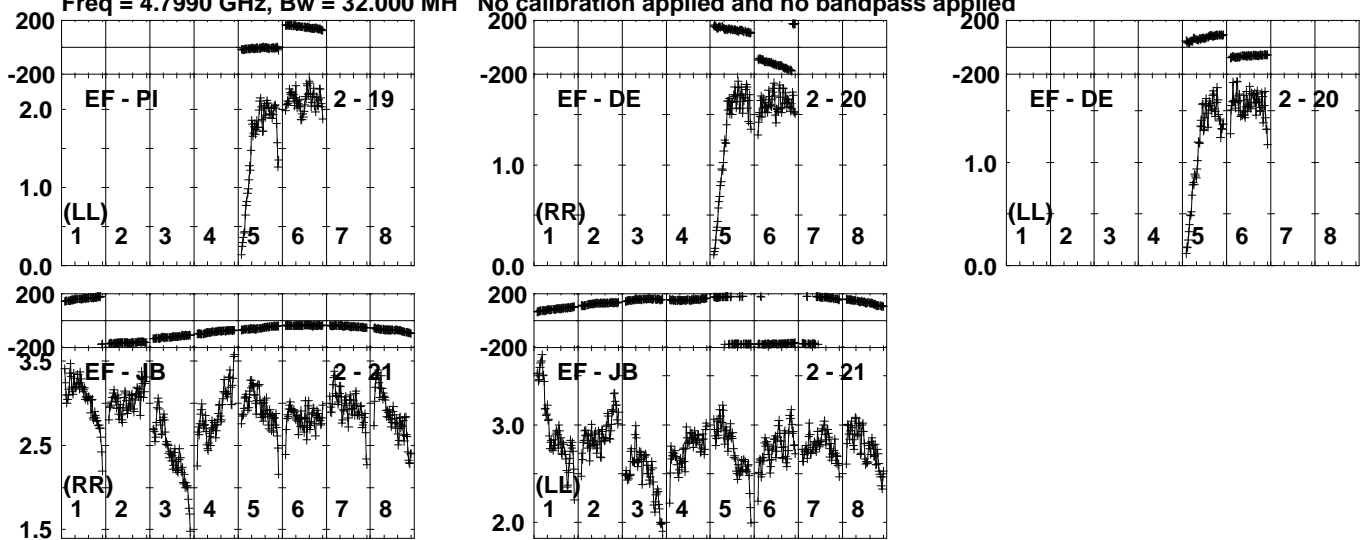 Freq = 4.7990 GHz, Bw = 32.000 MH No calibration applied and no bandpass applied
200
-200
EF - PI 2 - 19
2.0
1.0
0.0
(LL)
1 2 3 4 5 6 7 8
200
-200
EF - DE 2 - 20
1.0
0.0
(RR)
1 2 3 4 5 6 7 8
200
-200
EF - DE 2 - 20
1.0
0.0
(LL)
1 2 3 4 5 6 7 8
200
-200
3.5
EF - JB 2 - 21
2.5
1.5
(RR)
1 2 3 4 5 6 7 8
200
-200
EF - JB 2 - 21
3.0
2.0
(LL)
1 2 3 4 5 6 7 8